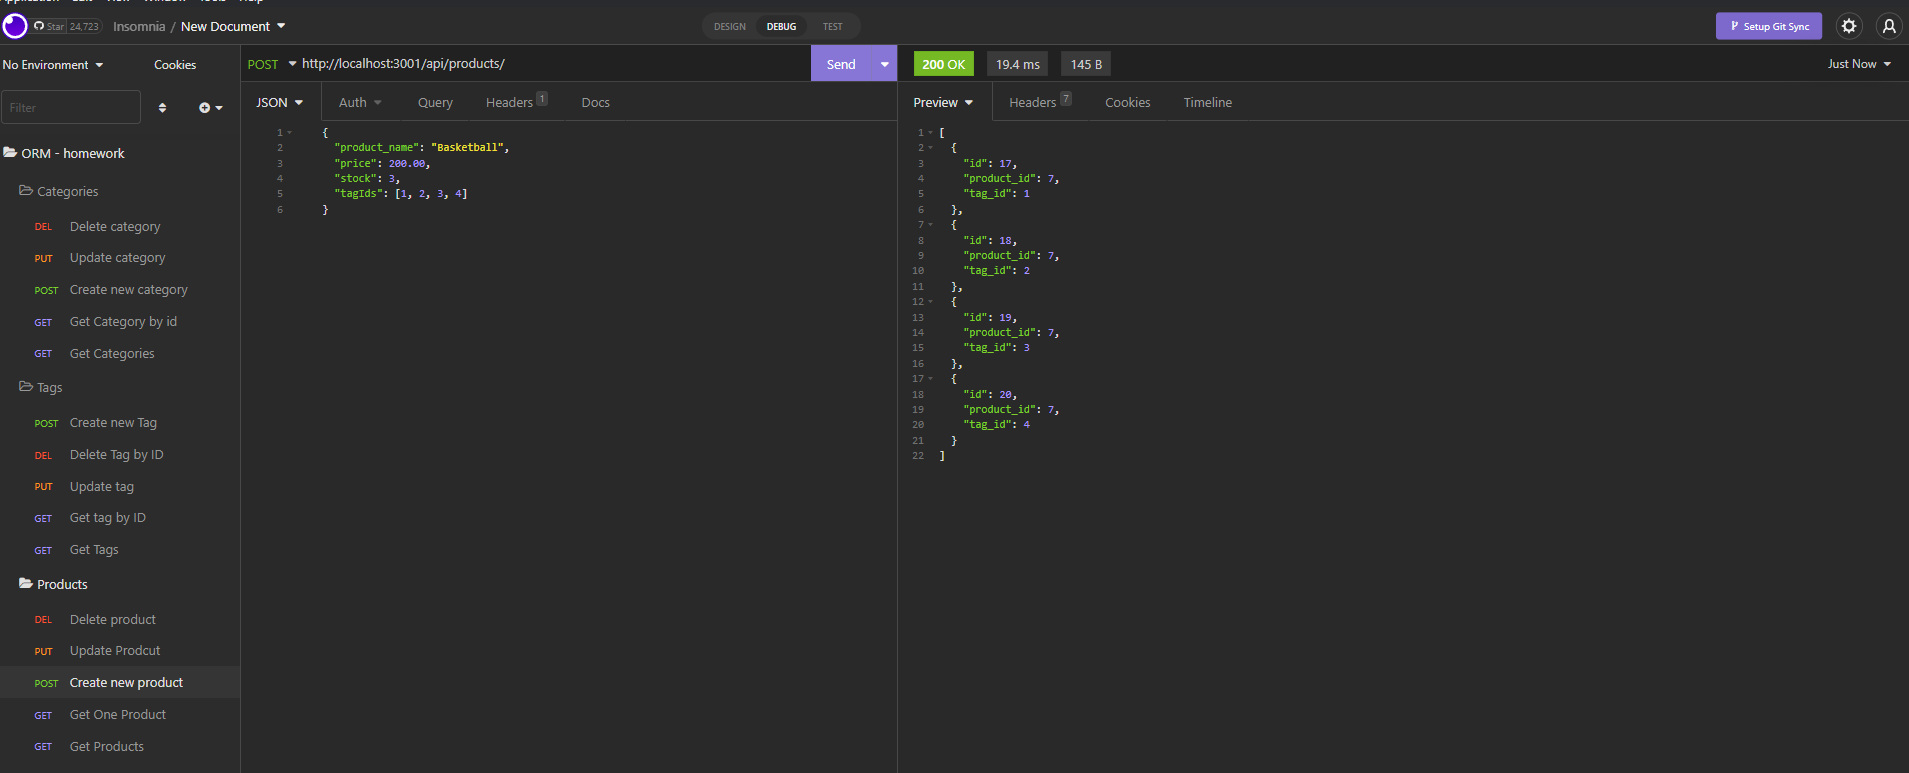 Application Edit View Window Tools Help
Star 24,723 Insomnia / New Document DESIGN DEBUG TEST Setup Git Sync
No Environment Cookies
POST http://localhost:3001/api/products/ Send
200 OK 19.4 ms 145 B Just Now
Filter
ORM - homework
Categories
DEL Delete category
PUT Update category
POST Create new category
GET Get Category by id
GET Get Categories
Tags
POST Create new Tag
DEL Delete Tag by ID
PUT Update tag
GET Get tag by ID
GET Get Tags
Products
DEL Delete product
PUT Update Prodcut
POST Create new product
GET Get One Product
GET Get Products
JSON Auth Query Headers 1 Docs
1 {
2 "product_name": "Basketball",
3 "price": 200.00,
4 "stock": 3,
5 "tagIds": [1, 2, 3, 4]
6 }
Preview Headers 7 Cookies Timeline
1 [
2 {
3 "id": 17,
4 "product_id": 7,
5 "tag_id": 1
6 },
7 {
8 "id": 18,
9 "product_id": 7,
10 "tag_id": 2
11 },
12 {
13 "id": 19,
14 "product_id": 7,
15 "tag_id": 3
16 },
17 {
18 "id": 20,
19 "product_id": 7,
20 "tag_id": 4
21 }
22 ]